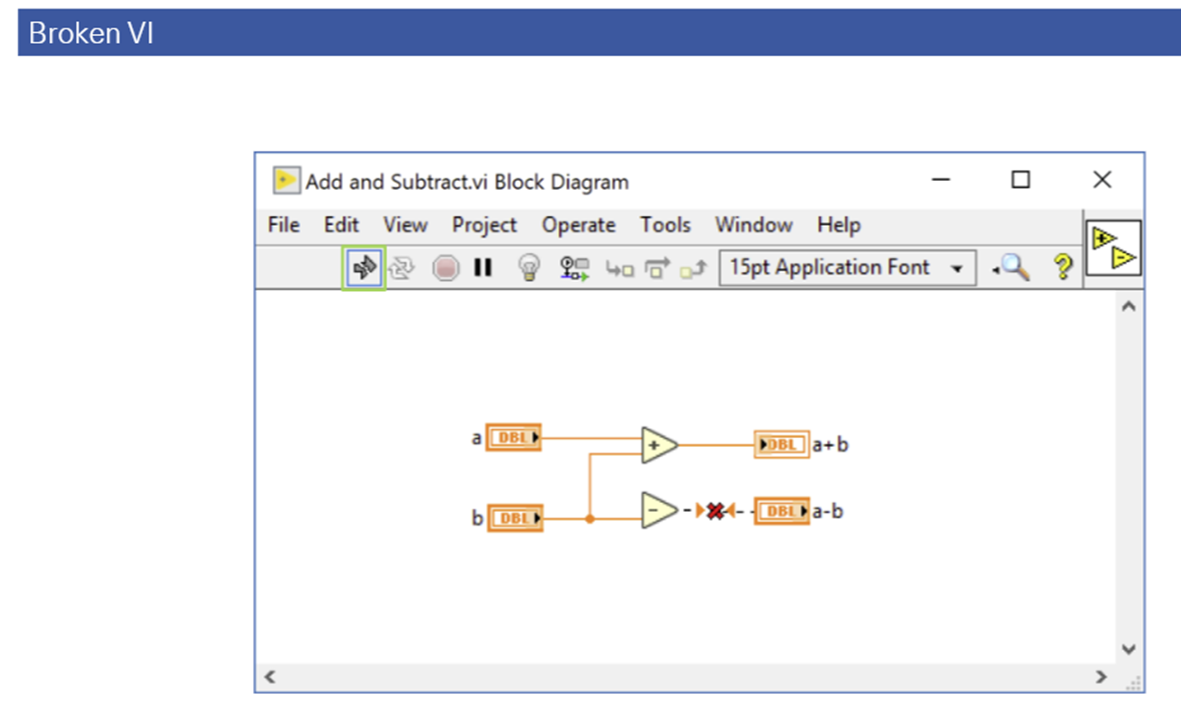 Broken VI
Add and Subtract.vi Block Diagram
File Edit View Project Operate Tools Window Help
15pt Application Font
a DBL + DBL a+b
b DBL - DBL a-b